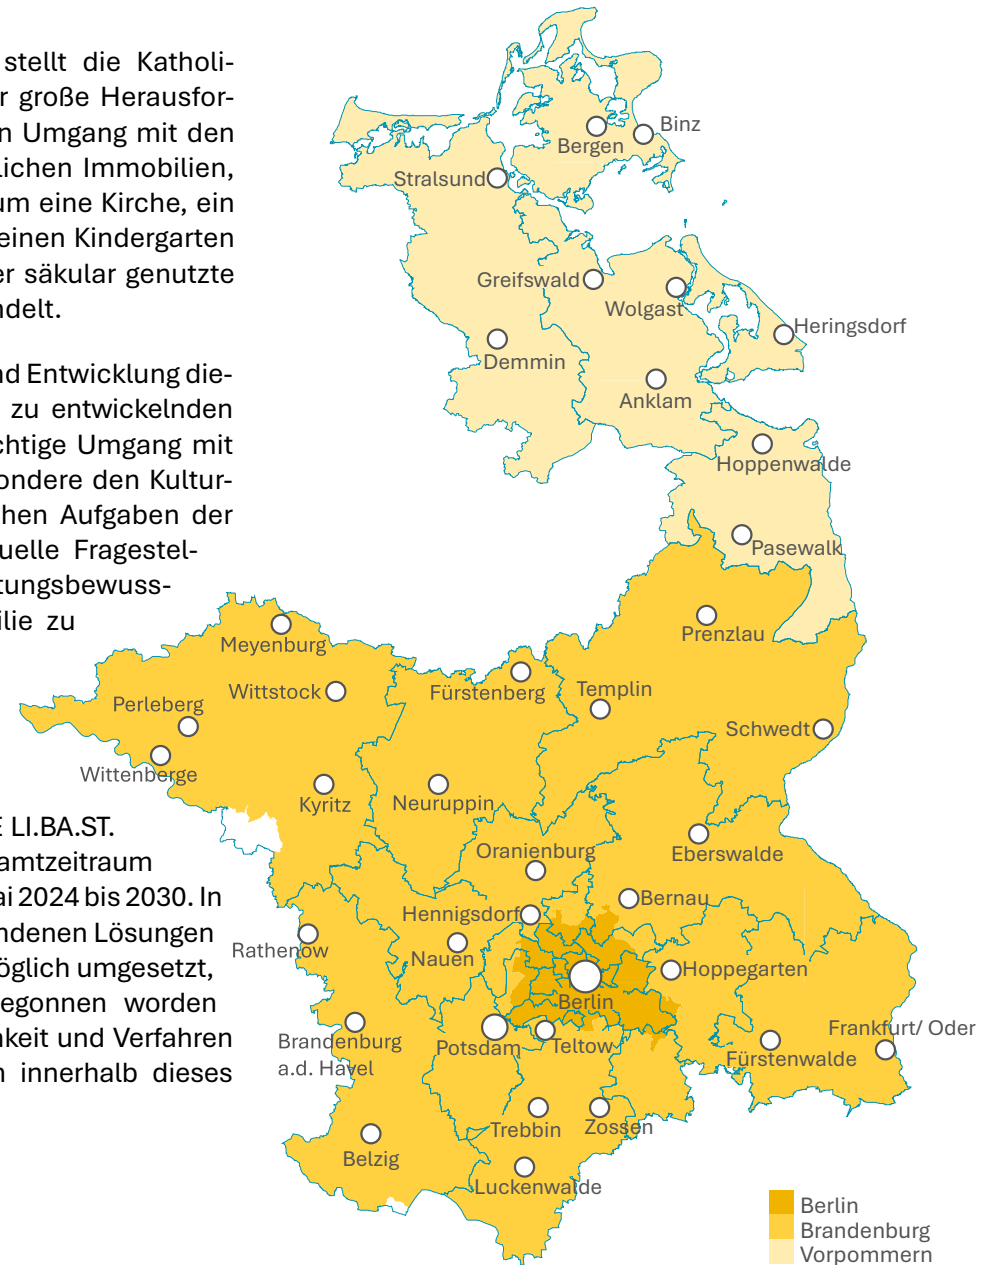 stellt die Katholi-
r große Herausfor-
n Umgang mit den
lichen Immobilien,
um eine Kirche, ein
einen Kindergarten
er säkular genutzte
ndelt.
nd Entwicklung die-
zu entwickelnden
chtige Umgang mit
ondere den Kultur-
chen Aufgaben der
uelle Fragestel-
tungsbewuss-
ilie zu
E LI.BA.ST.
amtzeitraum
ai 2024 bis 2030. In
ndenen Lösungen
öglich umgesetzt,
egonnen worden
nkeit und Verfahren
n innerhalb dieses
Binz
Bergen
Stralsund
Greifswald
Wolgast
Heringsdorf
Demmin
Anklam
Hoppenwalde
Pasewalk
Prenzlau
Meyenburg
Wittstock
Fürstenberg
Templin
Perleberg
Schwedt
Wittenberge
Kyritz
Neuruppin
Oranienburg
Eberswalde
Bernau
Hennigsdorf
Rathenow
Nauen
Hoppegarten
Berlin
Brandenburg
a.d. Havel
Potsdam
Teltow
Fürstenwalde
Frankfurt/ Oder
Trebbin
Zossen
Belzig
Luckenwalde
Berlin
Brandenburg
Vorpommern